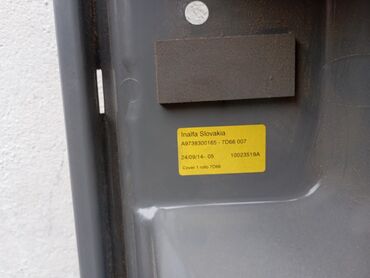 Inalfa Slovakia
A9738300165 - 7D66 007
24/09/14- 05 10023519A
Cover 1 rollo 7D66